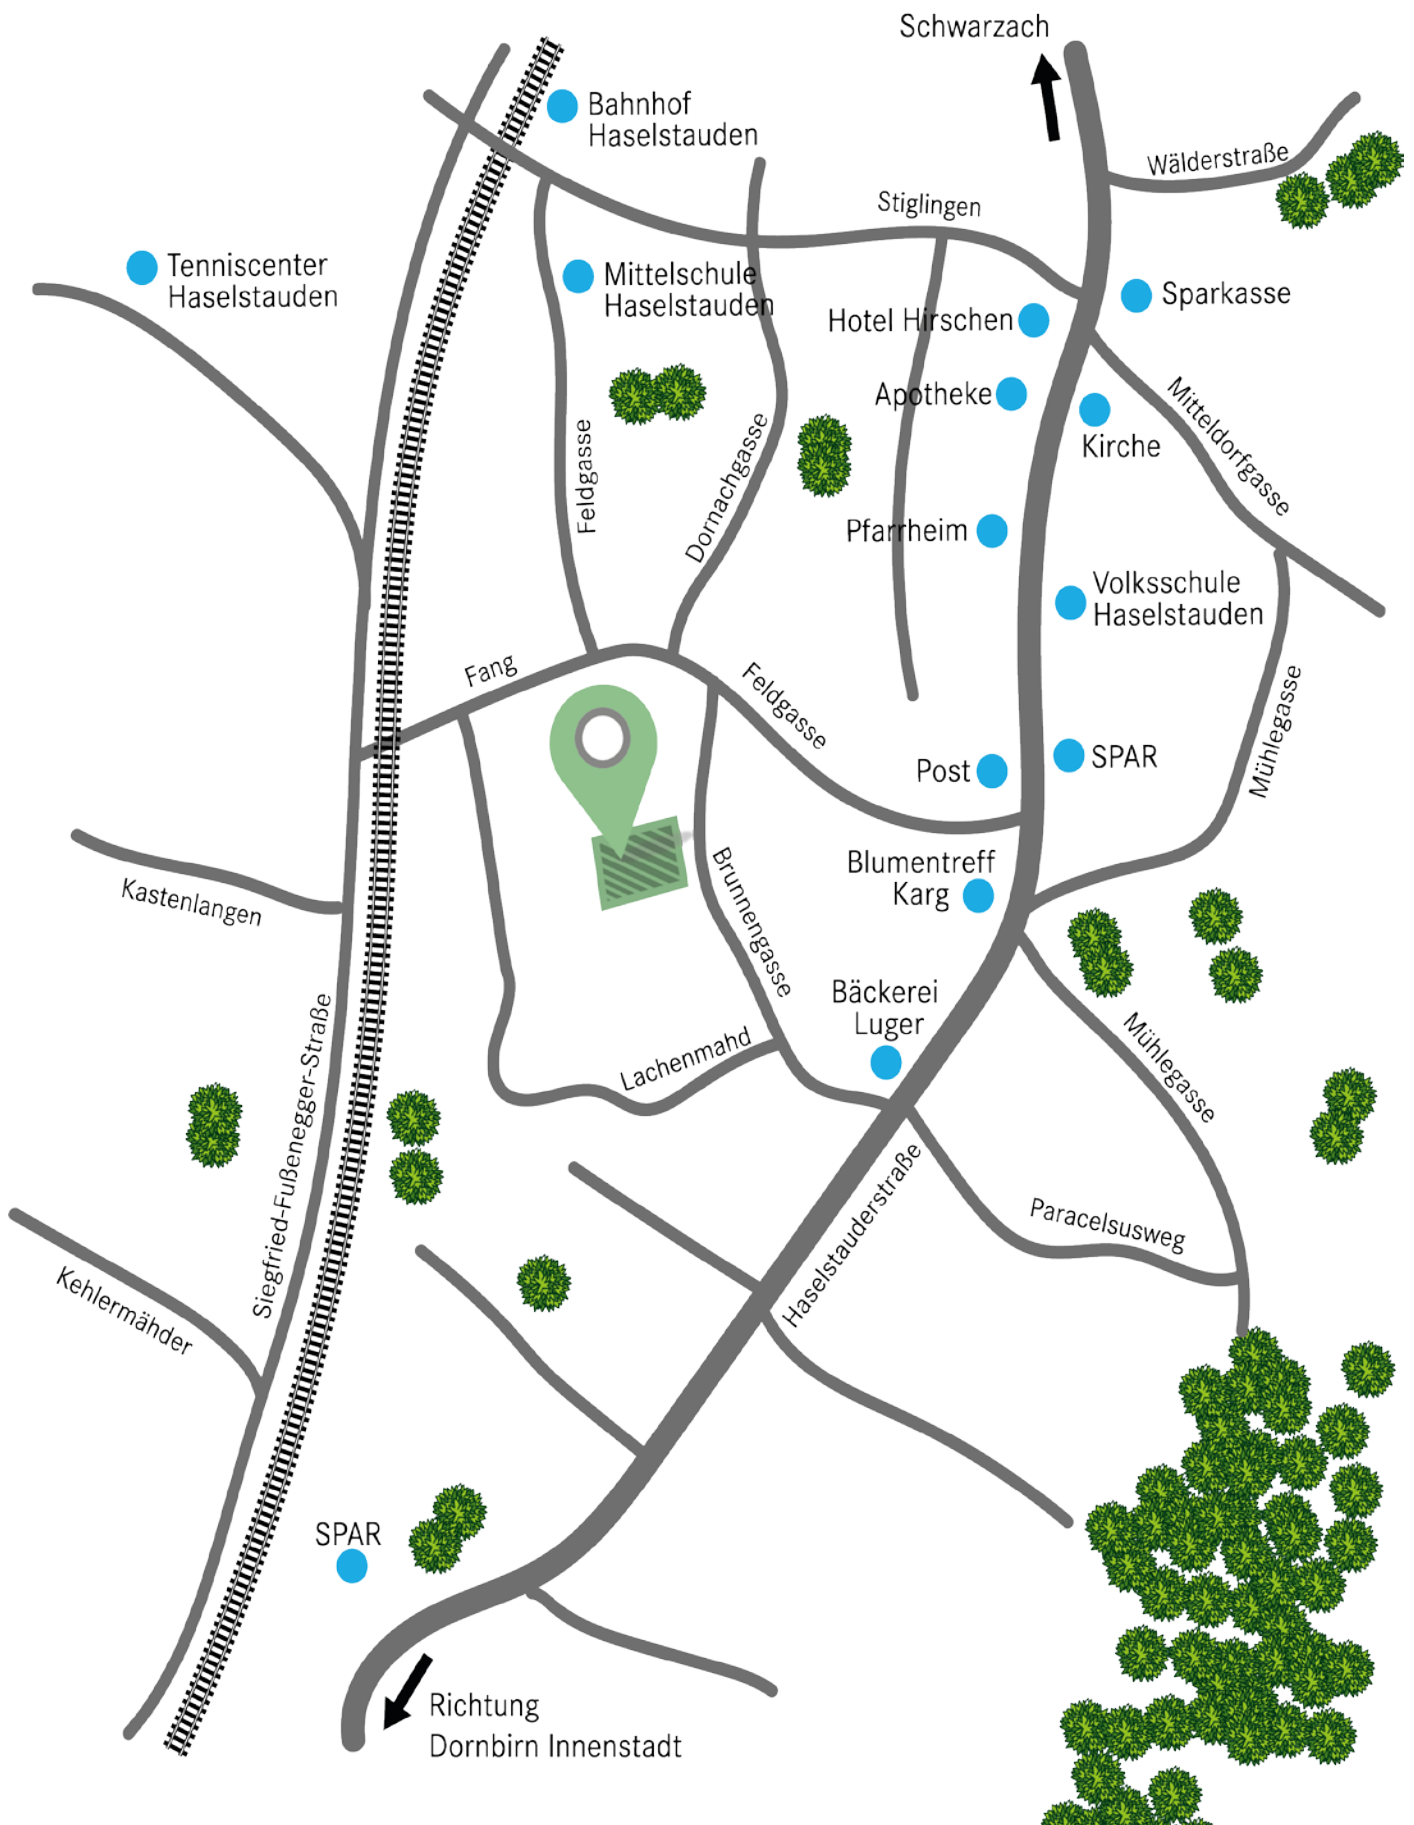 Schwarzach
Bahnhof
Haselstauden
Wälderstraße
Stiglingen
Tenniscenter
Haselstauden
Mittelschule
Haselstauden
Sparkasse
Hotel Hirschen
Apotheke
Kirche
Mitteldorfgasse
Feldgasse
Dornachgasse
Pfarrheim
Volksschule
Haselstauden
Fang
Feldgasse
Mühlegasse
Post
SPAR
Blumentreff
Karg
Brunnengasse
Kastenlangen
Bäckerei
Luger
Lachenmahd
Mühlegasse
Siegfried-Fußenegger-Straße
Haselstauderstraße
Paracelsusweg
Kehlermähder
SPAR
Richtung
Dornbirn Innenstadt